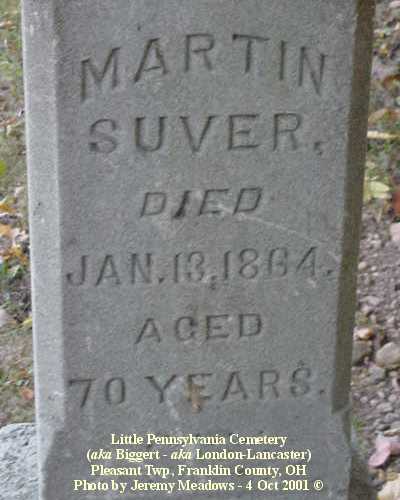 MARTIN
SUVER.
DIED
JAN.13,1864.
AGED
70 YEARS.
Little Pennsylvania Cemetery
(aka Biggert - aka London-Lancaster)
Pleasant Twp., Franklin County, OH
Photo by Jeremy Meadows - 4 Oct 2001 ©